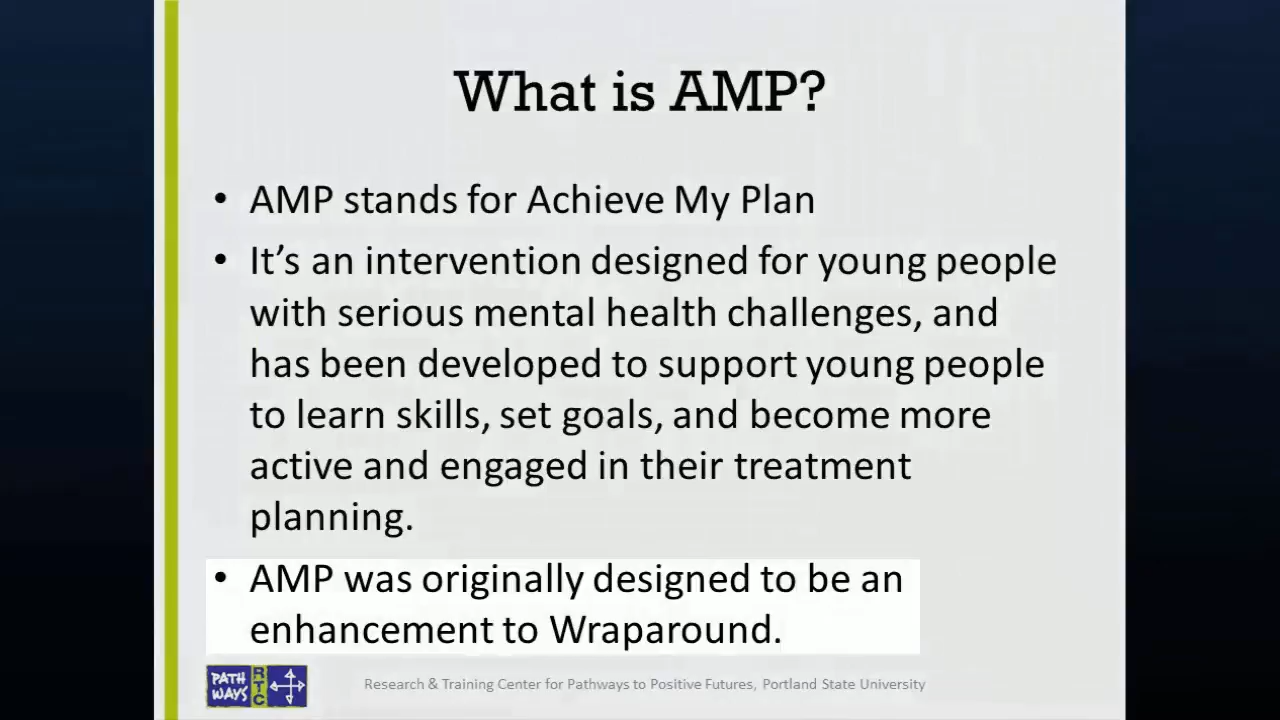 What is AMP?
• AMP stands for Achieve My Plan
• It's an intervention designed for young people
with serious mental health challenges, and
has been developed to support young people
to learn skills, set goals, and become more
active and engaged in their treatment
planning.
• AMP was originally designed to be an
enhancement to Wraparound.
PATH
WAYS
RTC
Research & Training Center for Pathways to Positive Futures, Portland State University